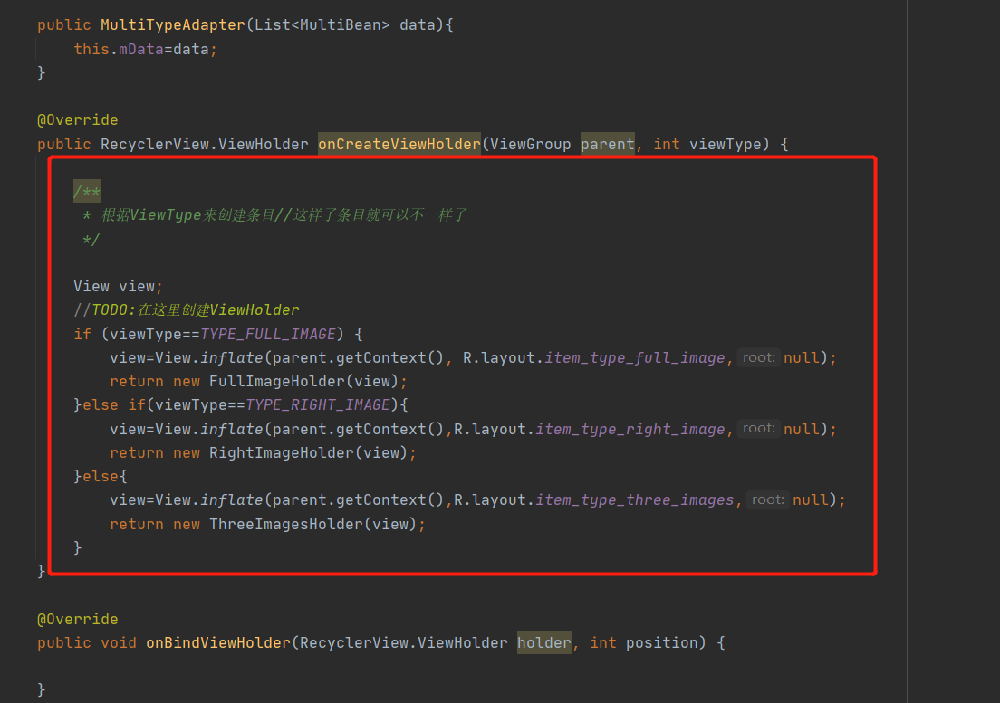 public MultiTypeAdapter(List<MultiBean> data){
this.mData=data;
}
@Override
public RecyclerView.ViewHolder onCreateViewHolder(ViewGroup parent, int viewType) {
/**
* 根据ViewType来创建条目//这样子条目就可以不一样了
*/
View view;
//TODO:在这里创建ViewHolder
if (viewType==TYPE_FULL_IMAGE) {
view=View.inflate(parent.getContext(), R.layout.item_type_full_image, root: null);
return new FullImageHolder(view);
}else if(viewType==TYPE_RIGHT_IMAGE){
view=View.inflate(parent.getContext(),R.layout.item_type_right_image, root: null);
return new RightImageHolder(view);
}else{
view=View.inflate(parent.getContext(),R.layout.item_type_three_images, root: null);
return new ThreeImagesHolder(view);
}
}
@Override
public void onBindViewHolder(RecyclerView.ViewHolder holder, int position) {
}